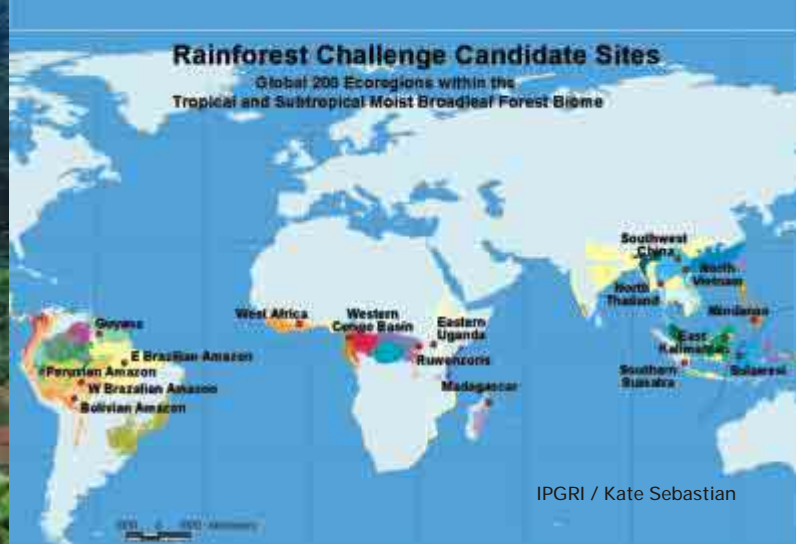 Rainforest Challenge Candidate Sites
Global 200 Ecoregions within the
Tropical and Subtropical Moist Broadleaf Forest Biome
Guyana
E Brazilian Amazon
Peruvian Amazon
W Brazalian Amazon
Bolivian Amazon
West Africa
Western
Congo Basin
Eastern
Uganda
Ruwenzoris
Madagascar
Southwest
China
North
Vietnam
North
Thailand
Mindanao
East
Kalimantan
Southern
Sumatra
Sulawesi
IPGRI / Kate Sebastian